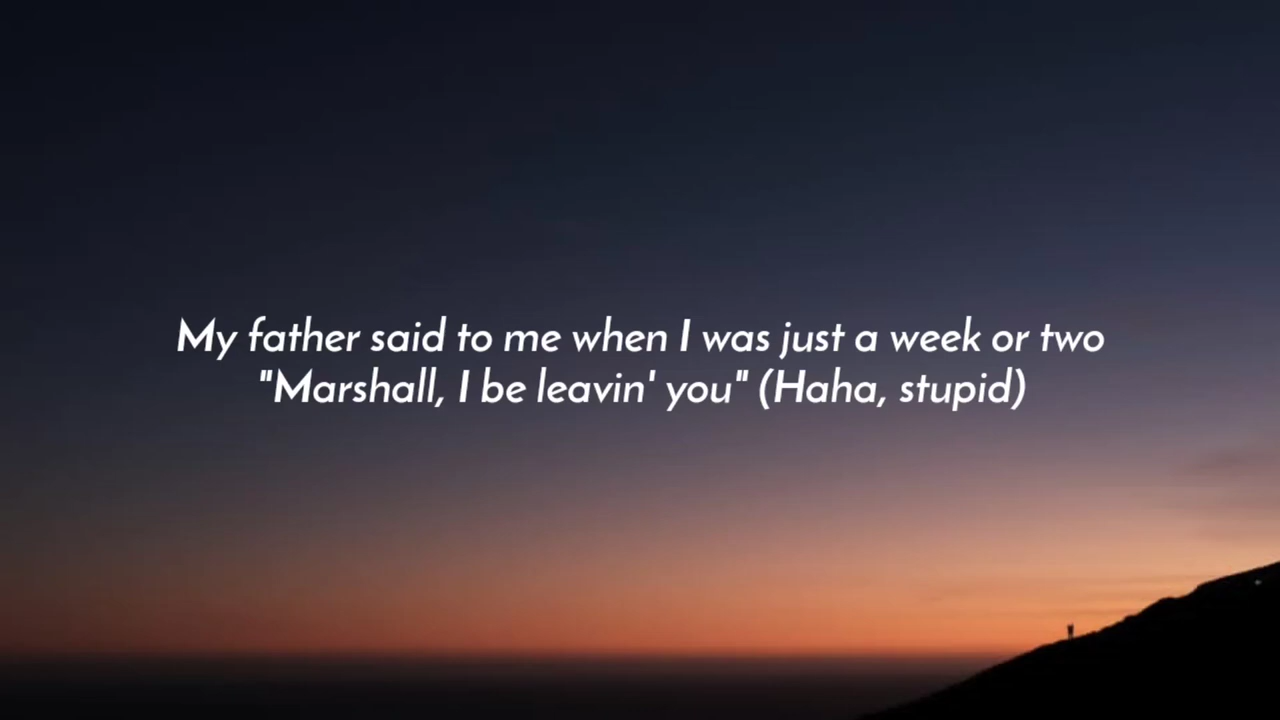 My father said to me when I was just a week or two
"Marshall, I be leavin' you" (Haha, stupid)